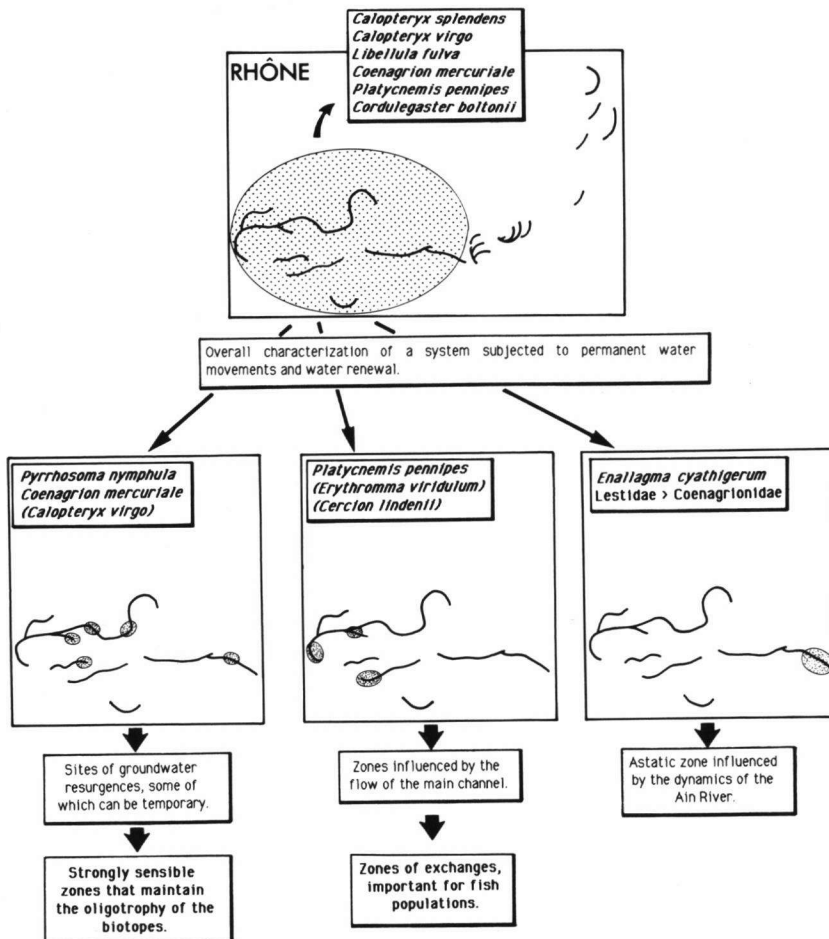 Calopteryx splendens
Calopteryx virgo
Libellula fulva
Coenagrion mercuriale
Platycnemis pennipes
Cordulegaster boltonii
RHÔNE
Overall characterization of a system subjected to permanent water
movements and water renewal.
Pyrrhosoma nymphula
Coenagrion mercuriale
(Calopteryx virgo)
Platycnemis pennipes
(Erythromma viridulum)
(Cercion lindenii)
Enallagma cyathigerum
Lestidae > Coenagrionidae
Sites of groundwater
resurgences, some of
which can be temporary.
Zones influenced by the
flow of the main channel.
Astatic zone influenced
by the dynamics of the
Ain River.
Strongly sensible
zones that maintain
the oligotrophy of the
biotopes.
Zones of exchanges,
important for fish
populations.